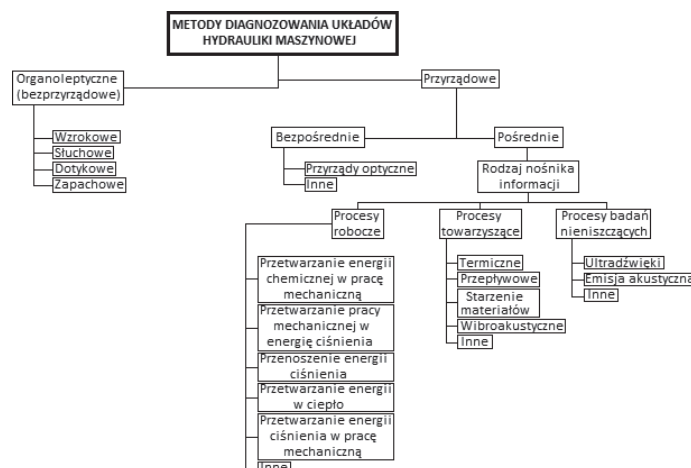 METODY DIAGNOZOWANIA UKŁADÓW
HYDRAULIKI MASZYNOWEJ
Organoleptyczne
(bezprzyrządowe)
Wzrokowe
Słuchowe
Dotykowe
Zapachowe
Przyrządowe
Bezpośrednie
Przyrządy optyczne
Inne
Pośrednie
Rodzaj nośnika
informacji
Procesy
robocze
Przetwarzanie energii
chemicznej w pracę
mechaniczną
Przetwarzanie pracy
mechanicznej w
energię ciśnienia
Przenoszenie energii
ciśnienia
Przetwarzanie energii
w ciepło
Przetwarzanie energii
ciśnienia w pracę
mechaniczną
Inne
Procesy
towarzyszące
Termiczne
Przepływowe
Starzenie
materiałów
Wibroakustyczne
Inne
Procesy badań
nieniszczących
Ultradźwięki
Emisja akustyczna
Inne